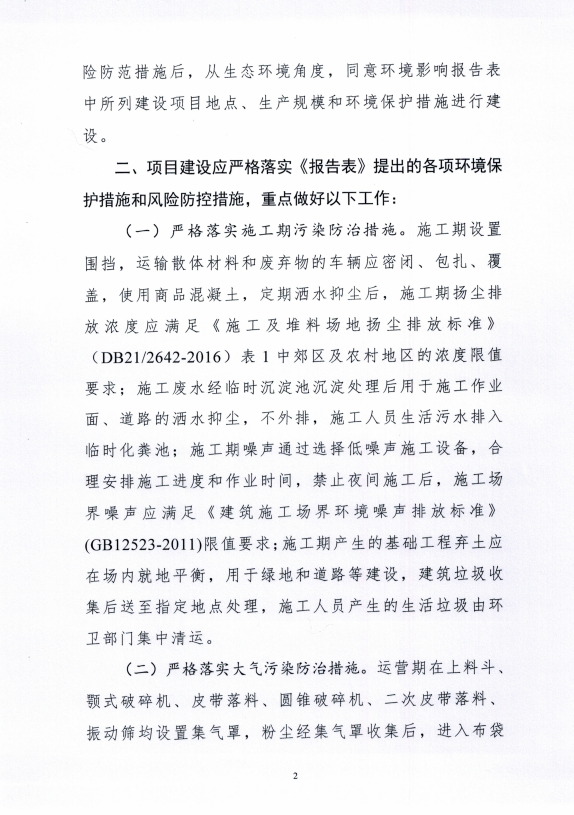 险防范措施后，从生态环境角度，同意环境影响报告表
中所列建设项目地点、生产规模和环境保护措施进行建
设。
二、项目建设应严格落实《报告表》提出的各项环境保
护措施和风险防控措施，重点做好以下工作：
（一）严格落实施工期污染防治措施。施工期设置
围挡，运输散体材料和废弃物的车辆应密闭、包扎、覆
盖，使用商品混凝土，定期洒水抑尘后，施工期扬尘排
放浓度应满足《施工及堆料场地扬尘排放标准》
（DB21/2642-2016）表 1 中郊区及农村地区的浓度限值
要求；施工废水经临时沉淀池沉淀处理后用于施工作业
面、道路的洒水抑尘，不外排，施工人员生活污水排入
临时化粪池；施工期噪声通过选择低噪声施工设备，合
理安排施工进度和作业时间，禁止夜间施工后，施工场
界噪声应满足《建筑施工场界环境噪声排放标准》
(GB12523-2011)限值要求;施工期产生的基础工程弃土应
在场内就地平衡，用于绿地和道路等建设，建筑垃圾收
集后送至指定地点处理，施工人员产生的生活垃圾由环
卫部门集中清运。
（二）严格落实大气污染防治措施。运营期在上料斗、
颚式破碎机、皮带落料、圆锥破碎机、二次皮带落料、
振动筛均设置集气罩，粉尘经集气罩收集后，进入布袋
2